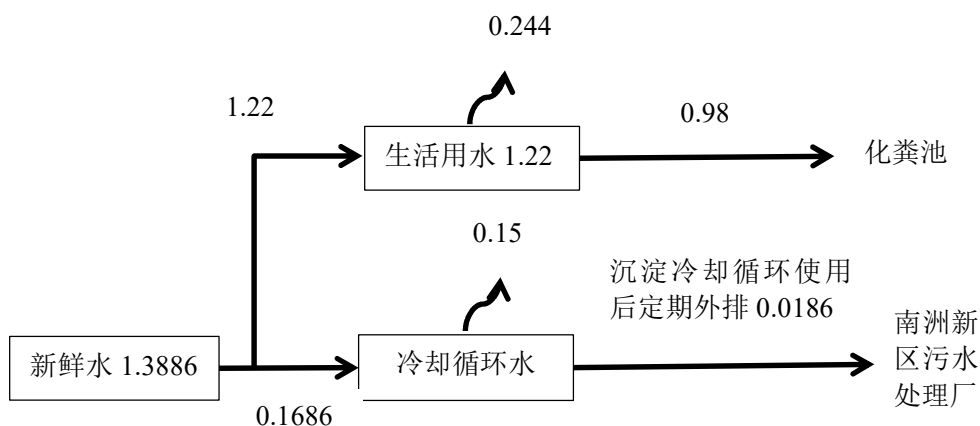 0.244
1.22
0.98
生活用水 1.22
化粪池
0.15
沉淀冷却循环使用
后定期外排 0.0186
新鲜水 1.3886
冷却循环水
南洲新
区污水
处理厂
0.1686